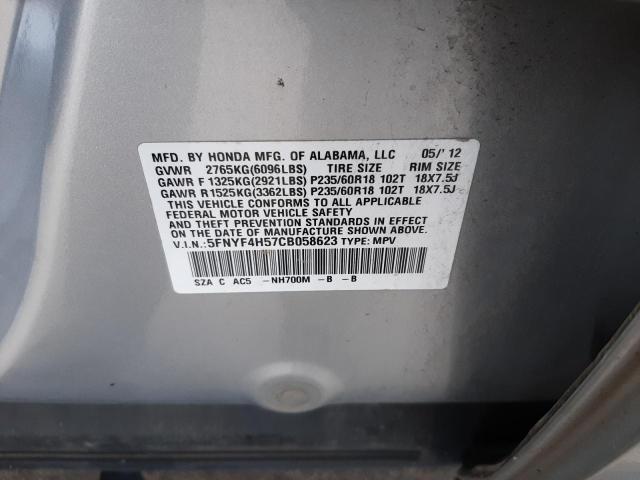 MFD. BY HONDA MFG. OF ALABAMA, LLC 05/'12
GVWR 2765KG(6096LBS) TIRE SIZE RIM SIZE
GAWR F 1325KG(2921LBS) P235/60R18 102T 18X7.5J
GAWR R 1525KG(3362LBS) P235/60R18 102T 18X7.5J
THIS VEHICLE CONFORMS TO ALL APPLICABLE
FEDERAL MOTOR VEHICLE SAFETY
AND THEFT PREVENTION STANDARDS IN EFFECT
ON THE DATE OF MANUFACTURE SHOWN ABOVE.
V.I.N.:5FNYF4H57CB058623 TYPE: MPV
SZA C AC5 -NH700M -B -B